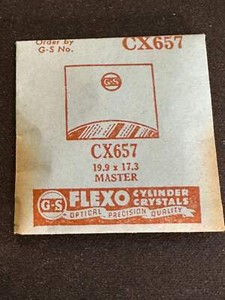 Order by
G-S No.
CX657
G-S
CX657
19.9 x 17.3
MASTER
G-S FLEXO CYLINDER
CRYSTALS
OPTICAL PRECISION QUALITY